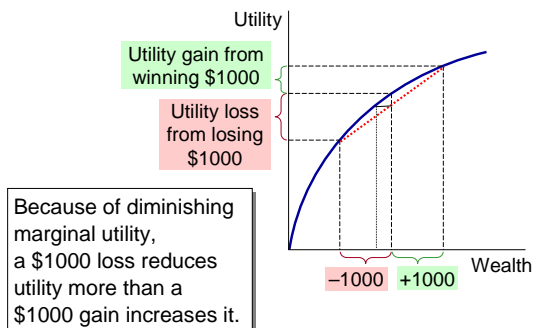 Utility
Utility gain from
winning $1000
Utility loss
from losing
$1000
Because of diminishing
marginal utility,
a $1000 loss reduces
utility more than a
$1000 gain increases it.
Wealth
–1000
+1000